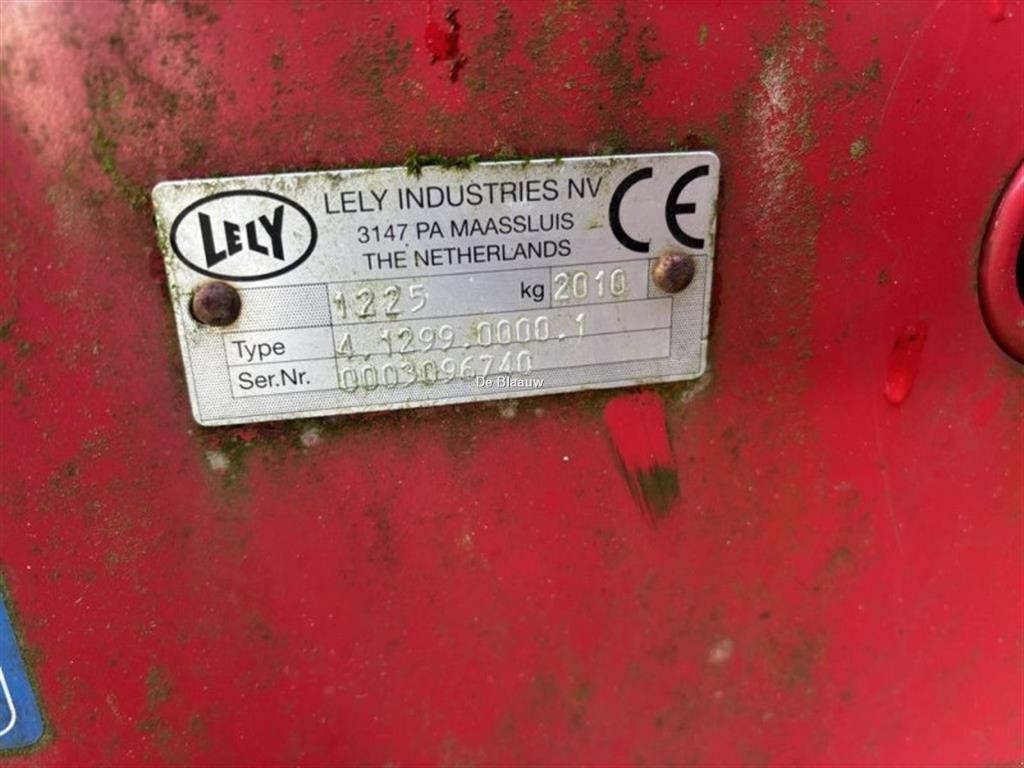 LELY
LELY INDUSTRIES NV
3147 PA MAASSLUIS
THE NETHERLANDS
CE
1225 kg 2010
Type 4.1299.0000.1
Ser.Nr. 0003096740
De Blaauw